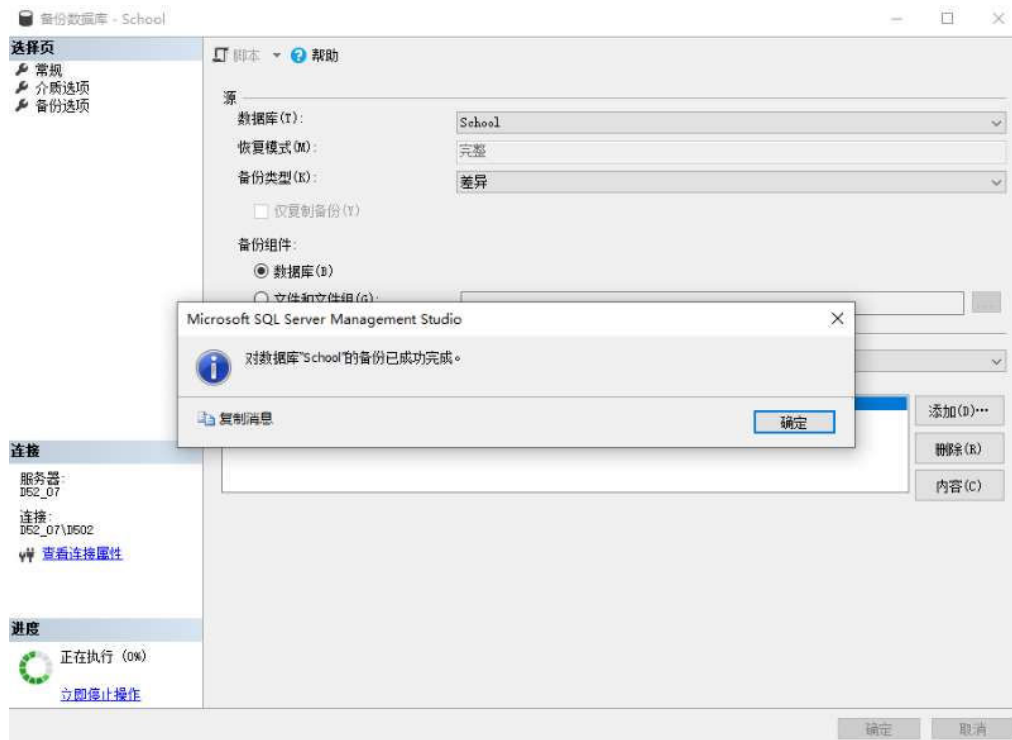 备份数据库 - School
选择页
常规
介质选项
备份选项
脚本
帮助
源
数据库(T):
School
恢复模式(M):
完整
备份类型(K):
差异
仅复制备份(Y)
备份组件:
数据库(B)
文件和文件组(G):
Microsoft SQL Server Management Studio
对数据库"School"的备份已成功完成。
复制消息
确定
添加(D)...
删除(R)
内容(C)
连接
服务器:
D52_07
连接:
D52_07\D502
查看连接属性
进度
正在执行 (0%)
立即停止操作
确定
取消